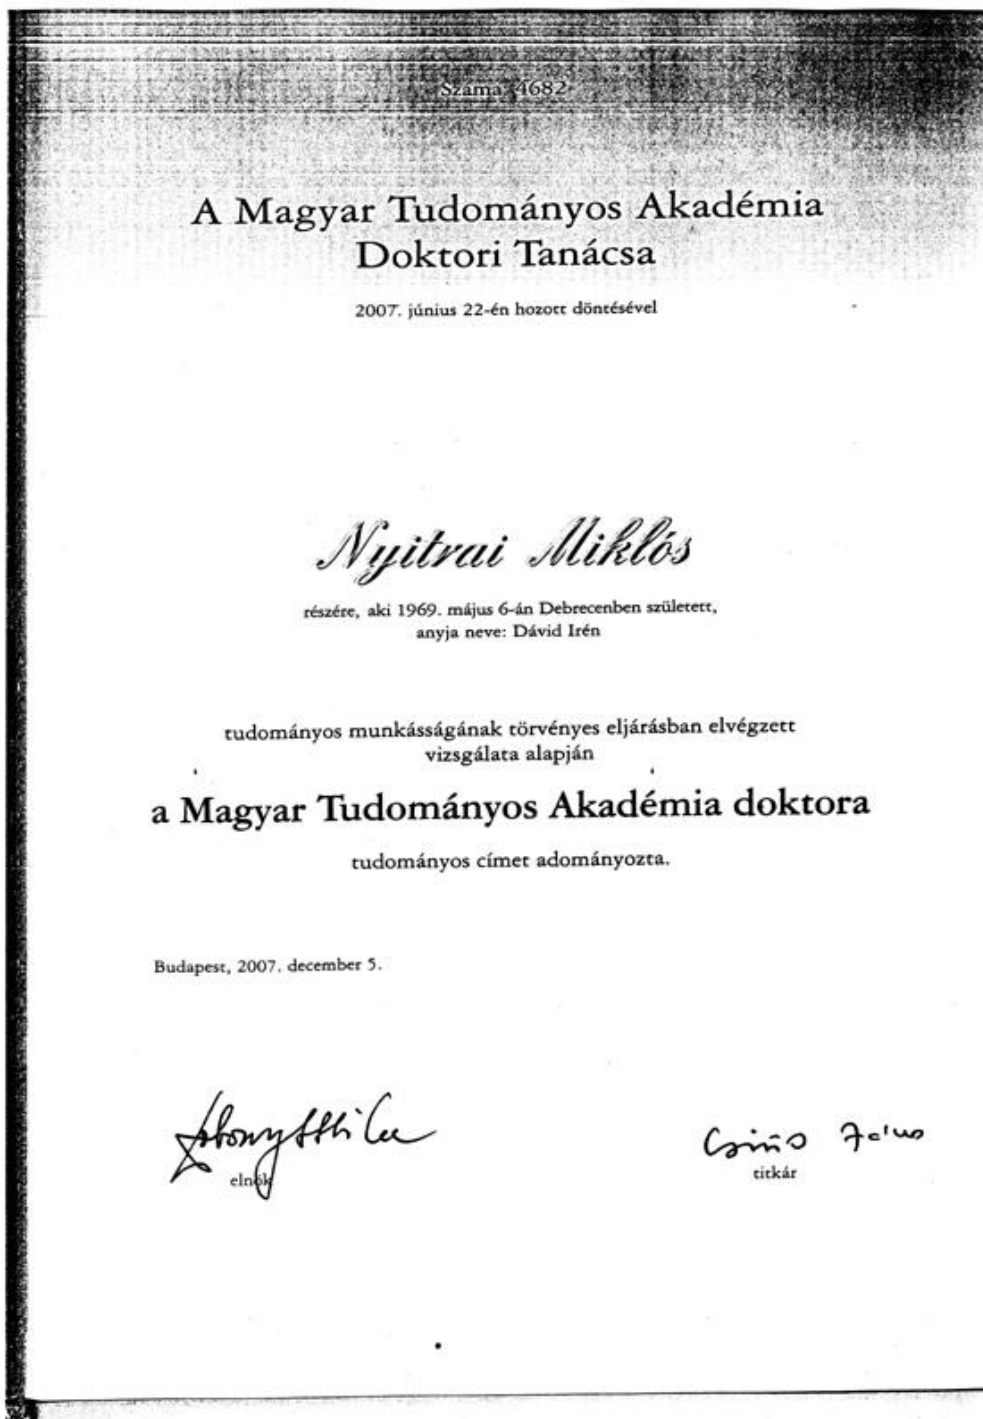 Száma: 4682
A Magyar Tudományos Akadémia
Doktori Tanácsa
2007. június 22-én hozott döntésével
Nyitrai Miklós
részére, aki 1969. május 6-án Debrecenben született,
anyja neve: Dávid Irén
tudományos munkásságának törvényes eljárásban elvégzett
vizsgálata alapján
a Magyar Tudományos Akadémia doktora
tudományos címet adományozta.
Budapest, 2007. december 5.
elnök
titkár